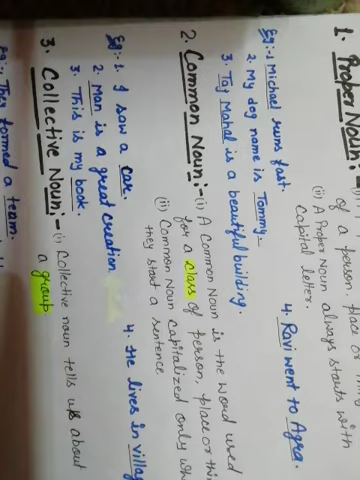 1. Proper Noun:- (i)
of a person, place or
(ii) A Proper Noun always starts with
capital letter.
Eg:- 1 Michael runs fast. 4. Ravi went to Agra.
2. My dog name is Tommy.
3. Taj Mahal is a beautiful building.
2. Common Noun:- (i) A Common Noun is the word used
for a class of person, place or thi
(ii) Common Noun capitalized only wh
they start a sentence.
Eg:- 1. I saw a car. 4. He lives in villag
2. Man is a great creation
3. This is my book.
3. Collective Noun:- (i) Collective noun tells us about
a group
Eg:- They formed a team.